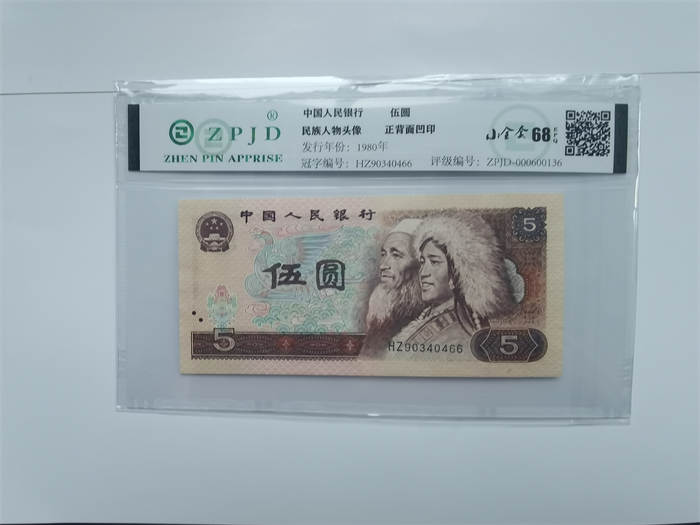 ZPJD®
ZHEN PIN APPRISE
中国人民银行 伍圆
民族人物头像 正背面凹印
发行年份: 1980年
冠字编号: HZ90340466 评级编号: ZPJD-000600136
68 EPQ
中国人民银行
5
伍圆
5
HZ90340466
5